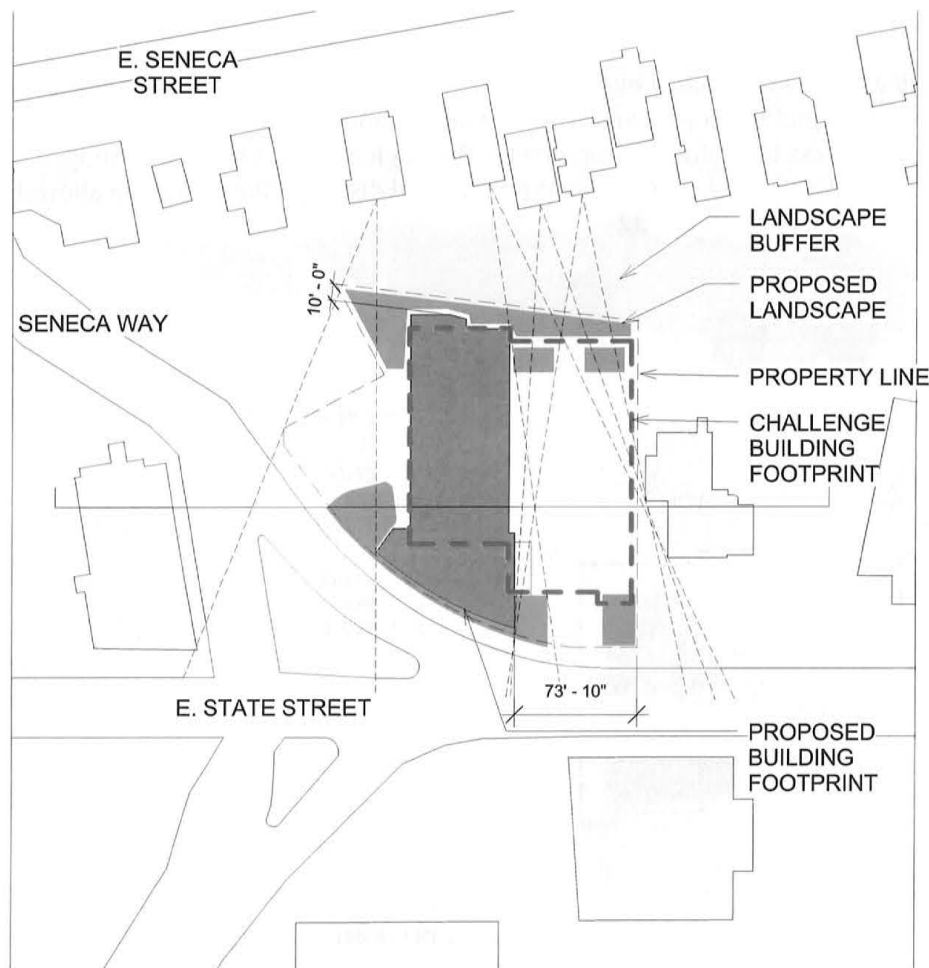 E. SENECA
STREET
LANDSCAPE
BUFFER
10' - 0"
PROPOSED
LANDSCAPE
SENECA WAY
PROPERTY LINE
CHALLENGE
BUILDING
FOOTPRINT
E. STATE STREET
73' - 10"
PROPOSED
BUILDING
FOOTPRINT